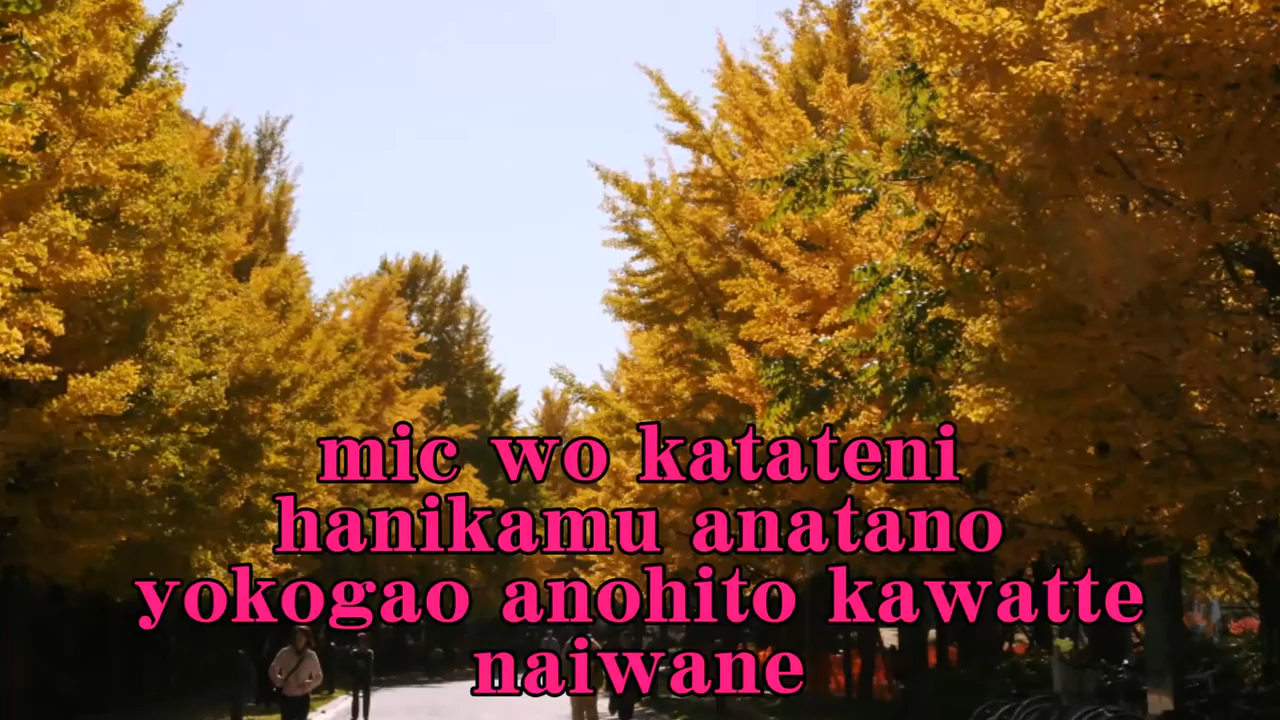 mic wo katateni
hanikamu anatano
yokogao anohito kawatte
naiwane